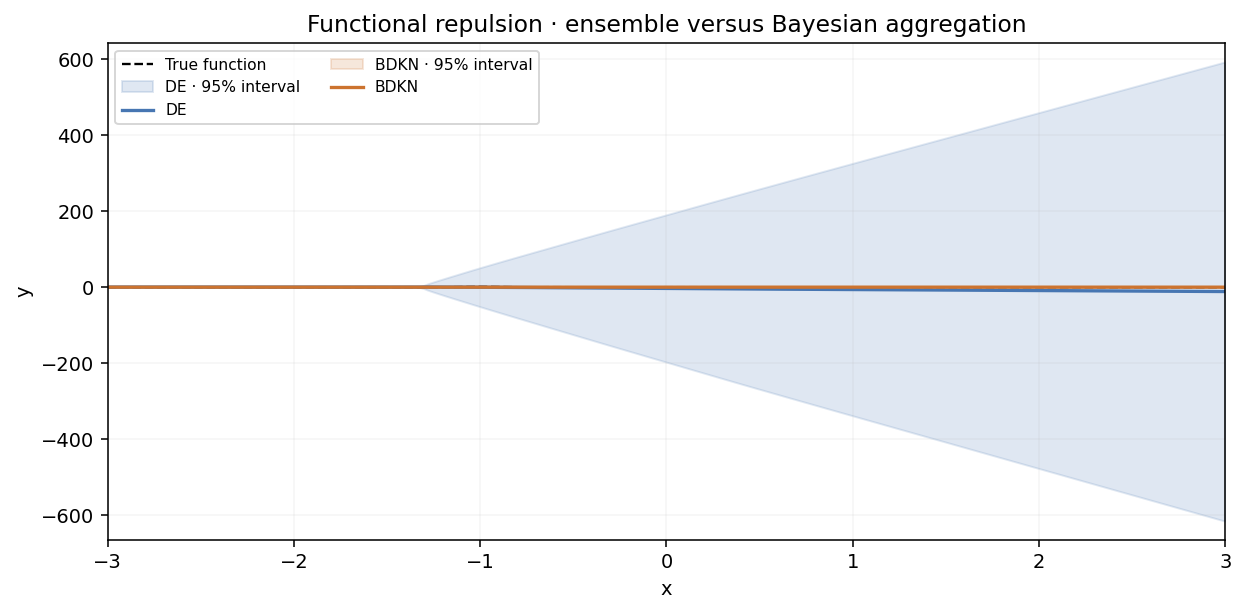 Functional repulsion · ensemble versus Bayesian aggregation
True function
DE · 95% interval
DE
BDKN · 95% interval
BDKN
600
400
200
0
−200
−400
−600
y
−3
−2
−1
0
1
2
3
x